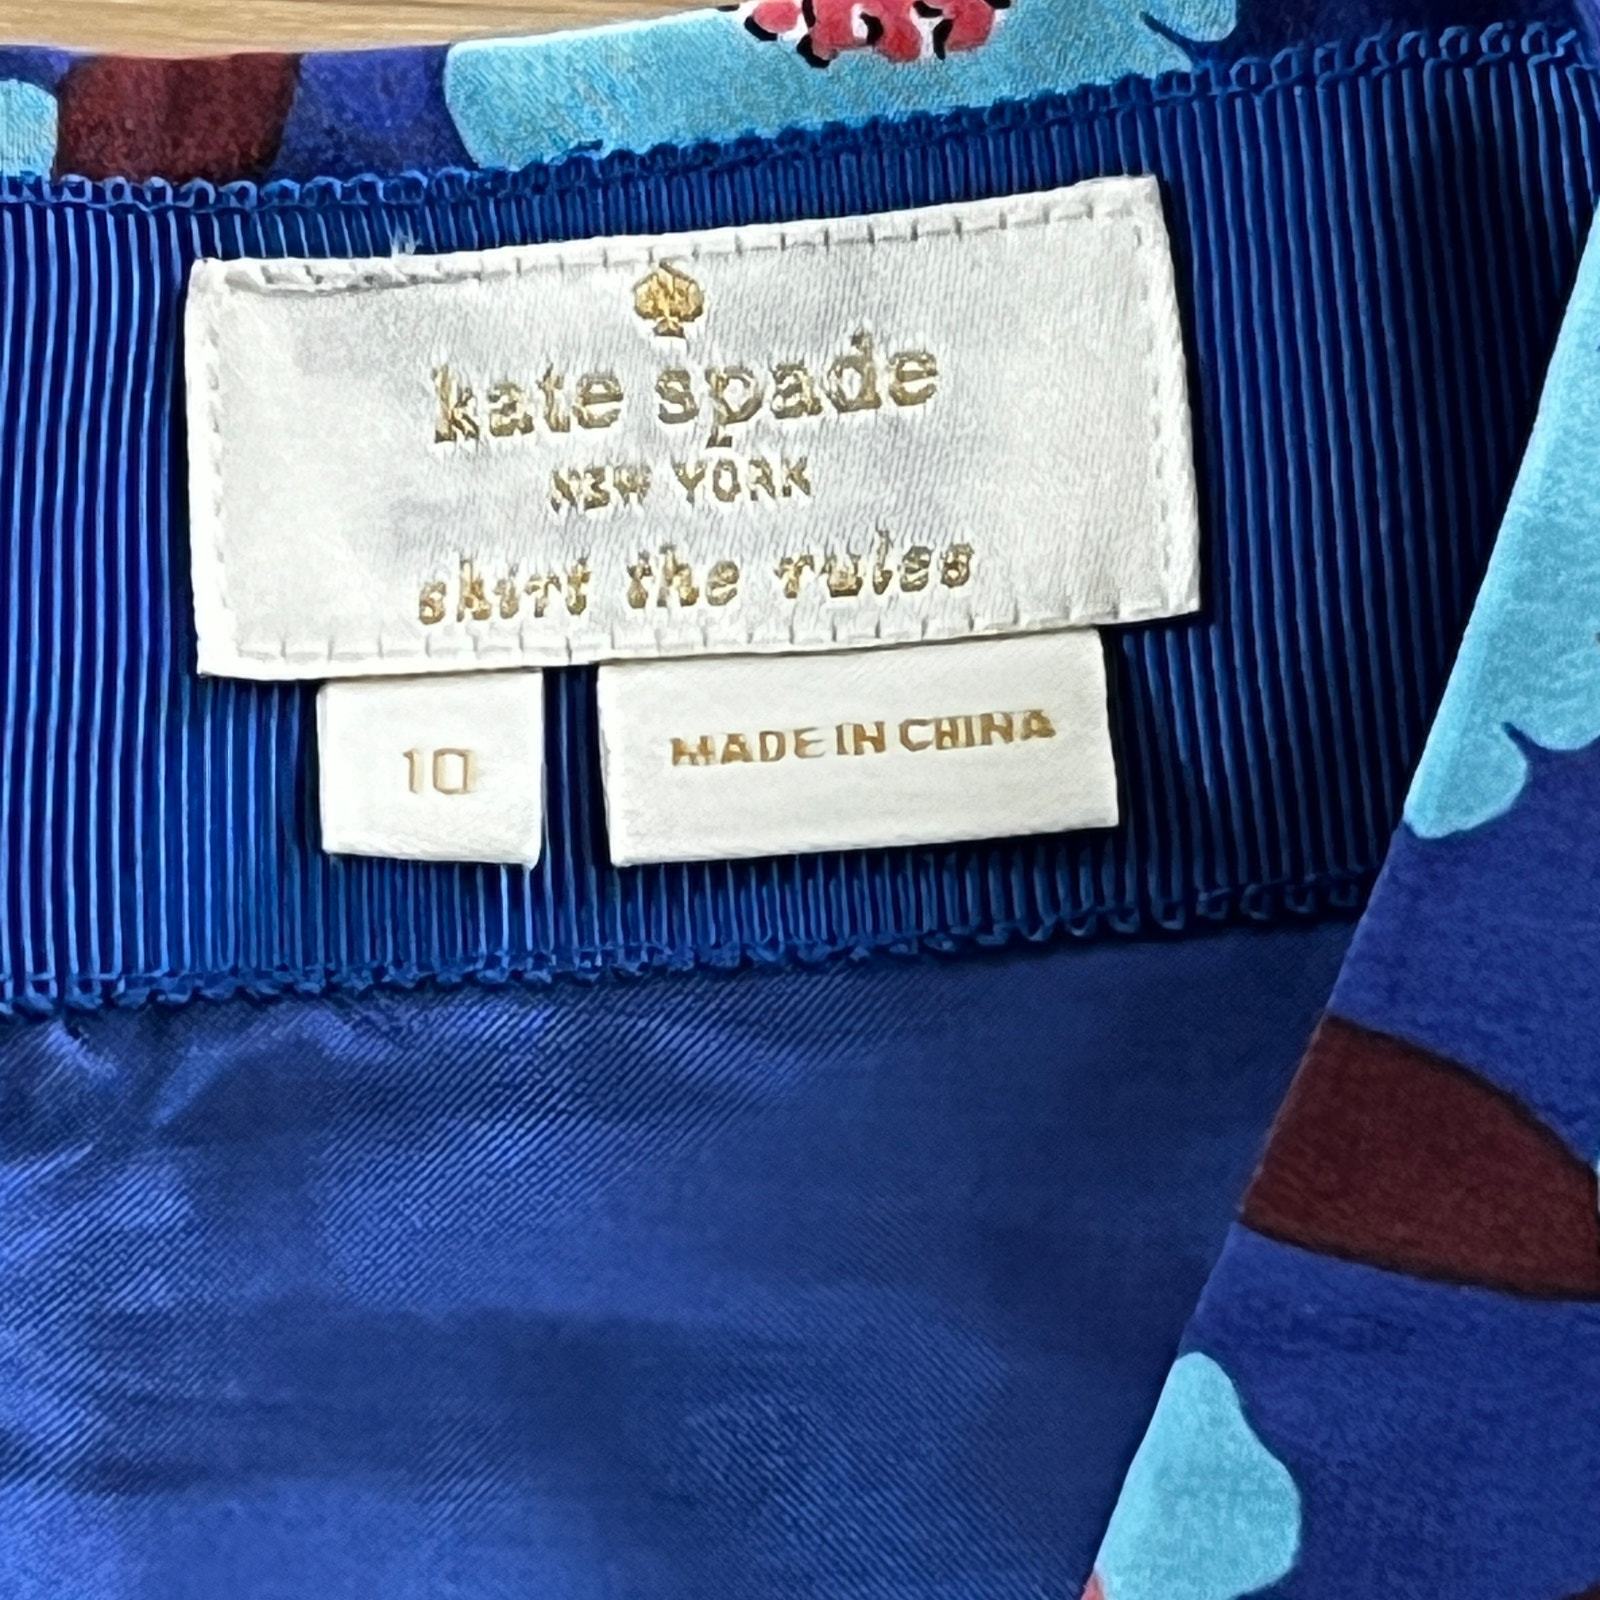 kate spade
NEW YORK
skirt the rules
10
MADE IN CHINA